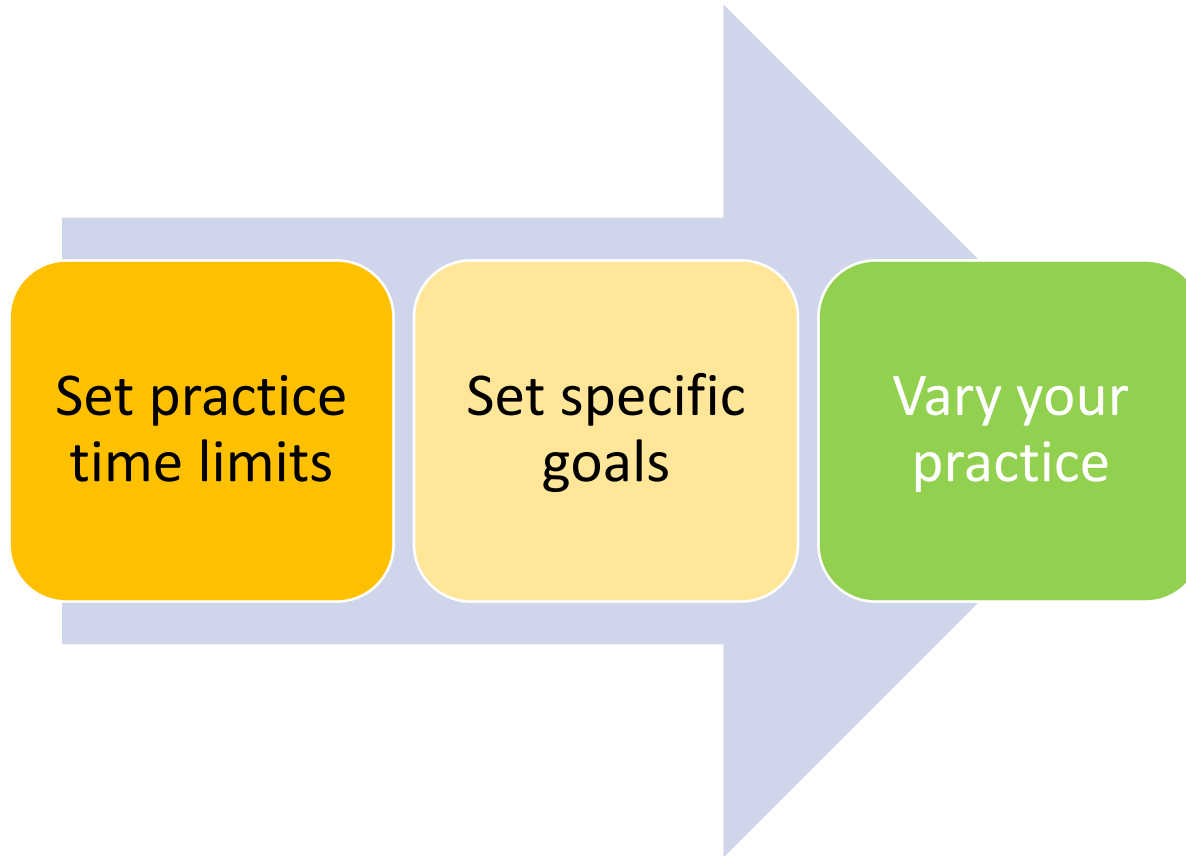 Set practice
time limits
Set specific
goals
Vary your
practice